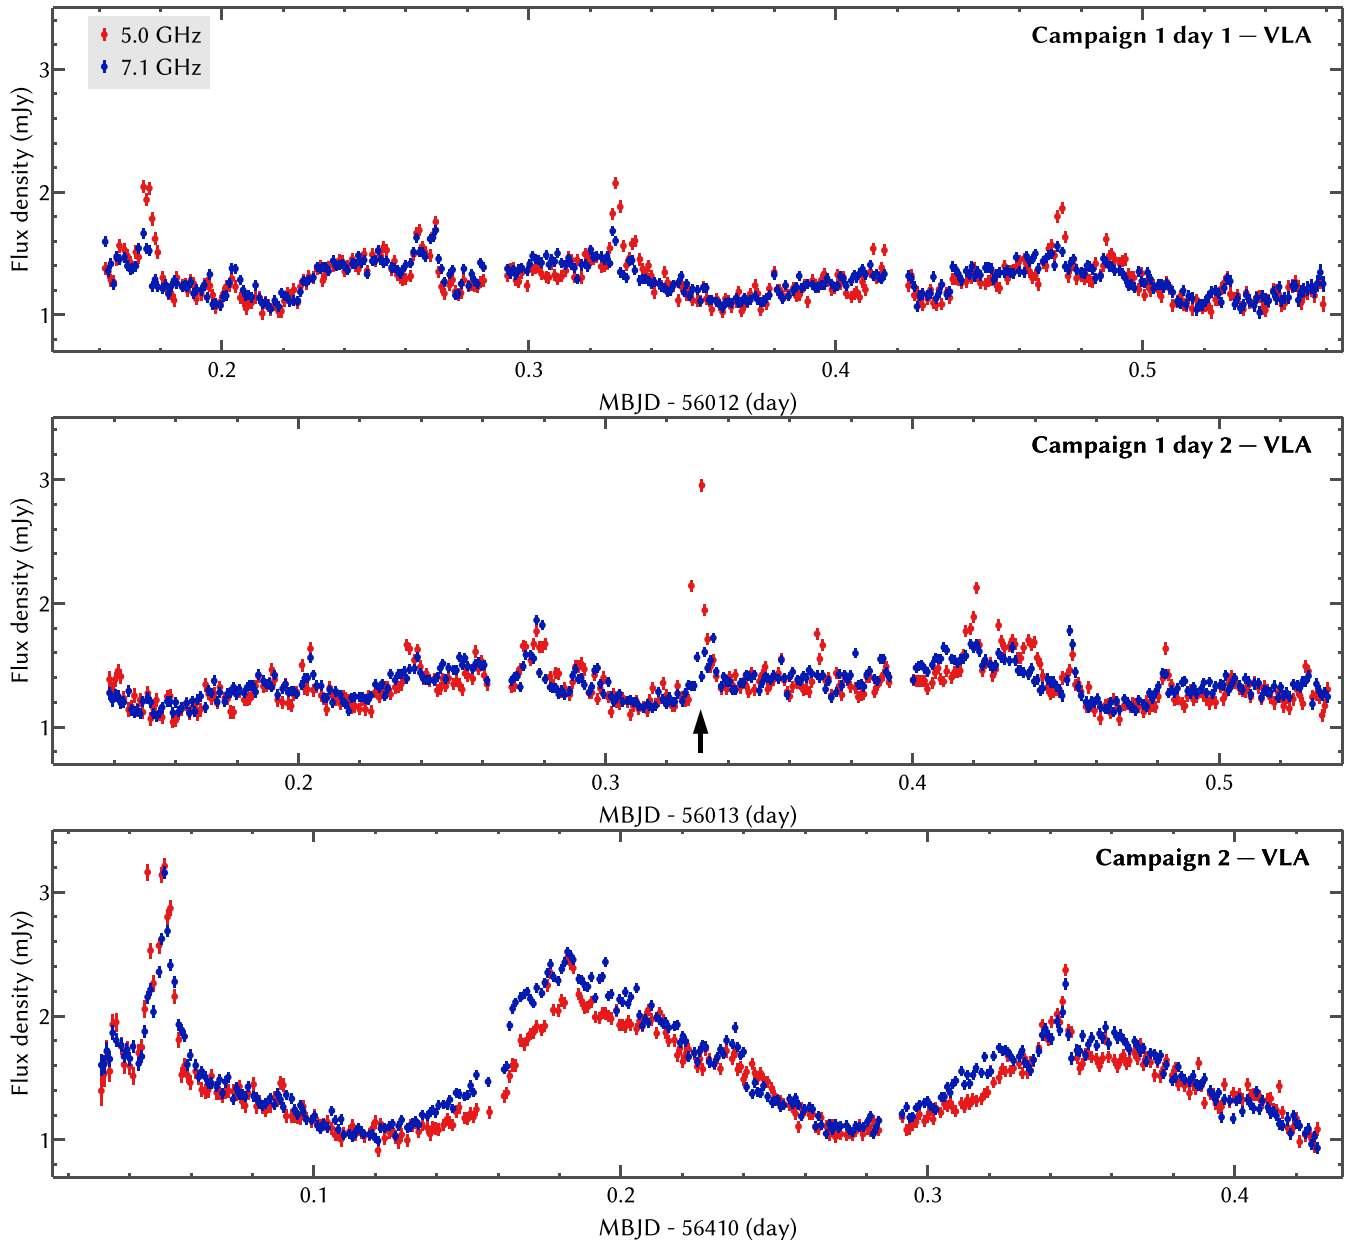 5.0 GHz
7.1 GHz
Campaign 1 day 1 — VLA
Flux density (mJy)
3
2
1
0.2 0.3 0.4 0.5
MBJD - 56012 (day)
Campaign 1 day 2 — VLA
Flux density (mJy)
3
2
1
0.2 0.3 0.4 0.5
MBJD - 56013 (day)
Campaign 2 — VLA
Flux density (mJy)
3
2
1
0.1 0.2 0.3 0.4
MBJD - 56410 (day)